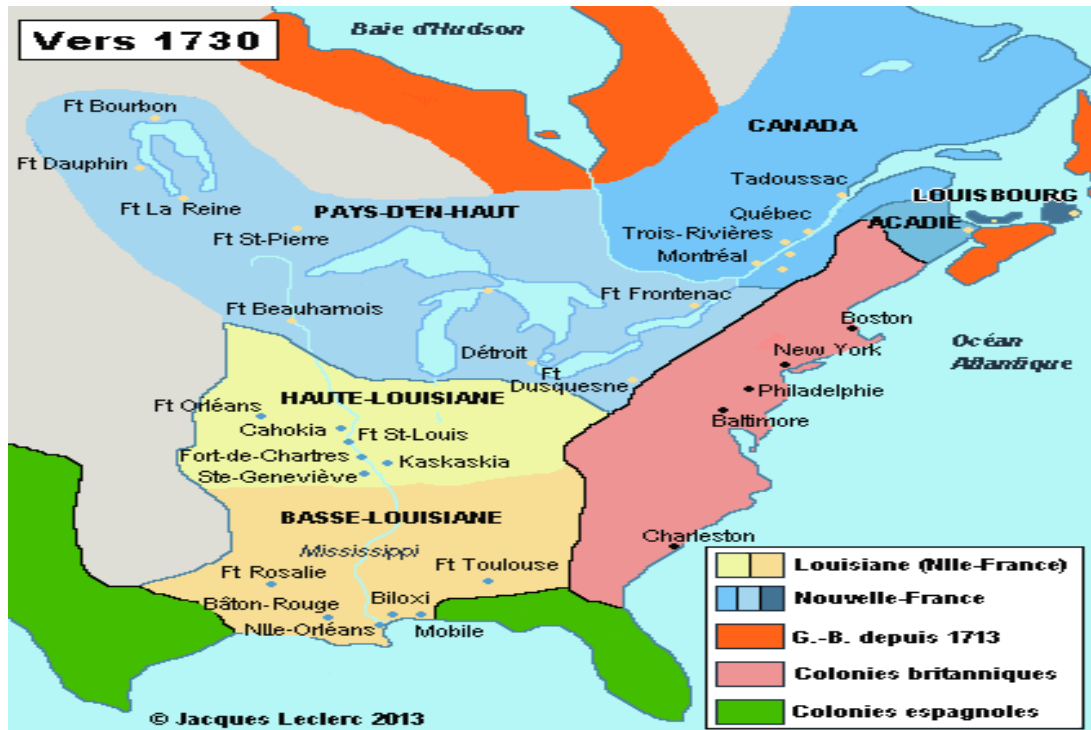 Vers 1730
Baie d'Hudson
Ft Bourbon
CANADA
Ft Dauphin
Tadoussac
LOUISBOURG
Ft La Reine
PAYS-D'EN-HAUT
Québec
ACADIE
Ft St-Pierre
Trois-Rivières
Montréal
Ft Frontenac
Ft Beauharnois
Boston
Océan
Atlantique
Détroit
New York
Ft
Dusquesne
Philadelphie
HAUTE-LOUISIANE
Ft Orléans
Baltimore
Cahokia
Ft St-Louis
Fort-de-Chartres
Kaskaskia
Ste-Geneviève
BASSE-LOUISIANE
Charleston
Mississippi
Ft Rosalie
Ft Toulouse
Bâton-Rouge
Biloxi
Nlle-Orléans
Mobile
Louisiane (Nlle-France)
Nouvelle-France
G.-B. depuis 1713
Colonies britanniques
Colonies espagnoles
© Jacques Leclerc 2013